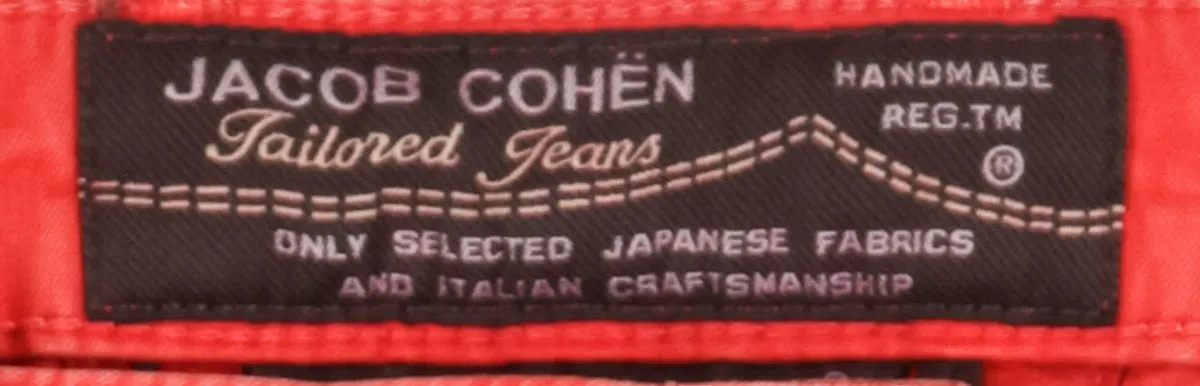 JACOB COHËN
Tailored Jeans
HANDMADE
REG.TM
®
ONLY SELECTED JAPANESE FABRICS
AND ITALIAN CRAFTSMANSHIP